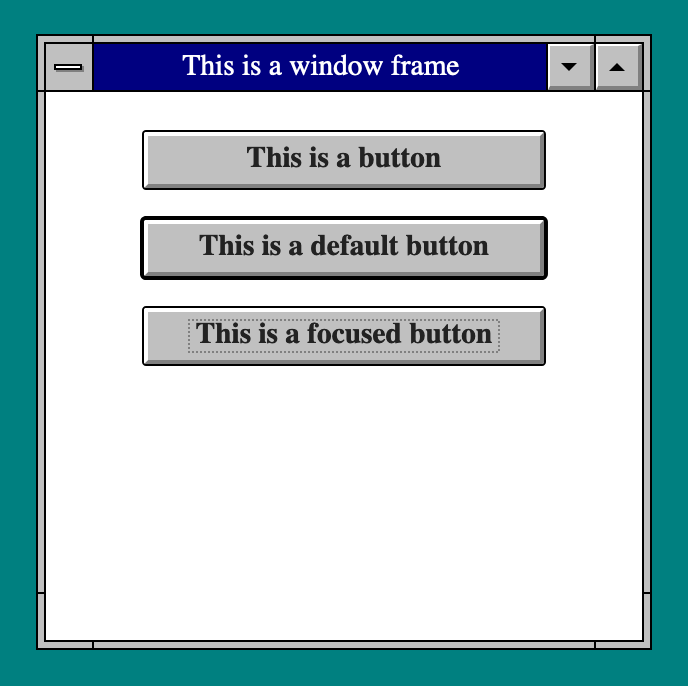 This is a window frame
This is a button
This is a default button
This is a focused button